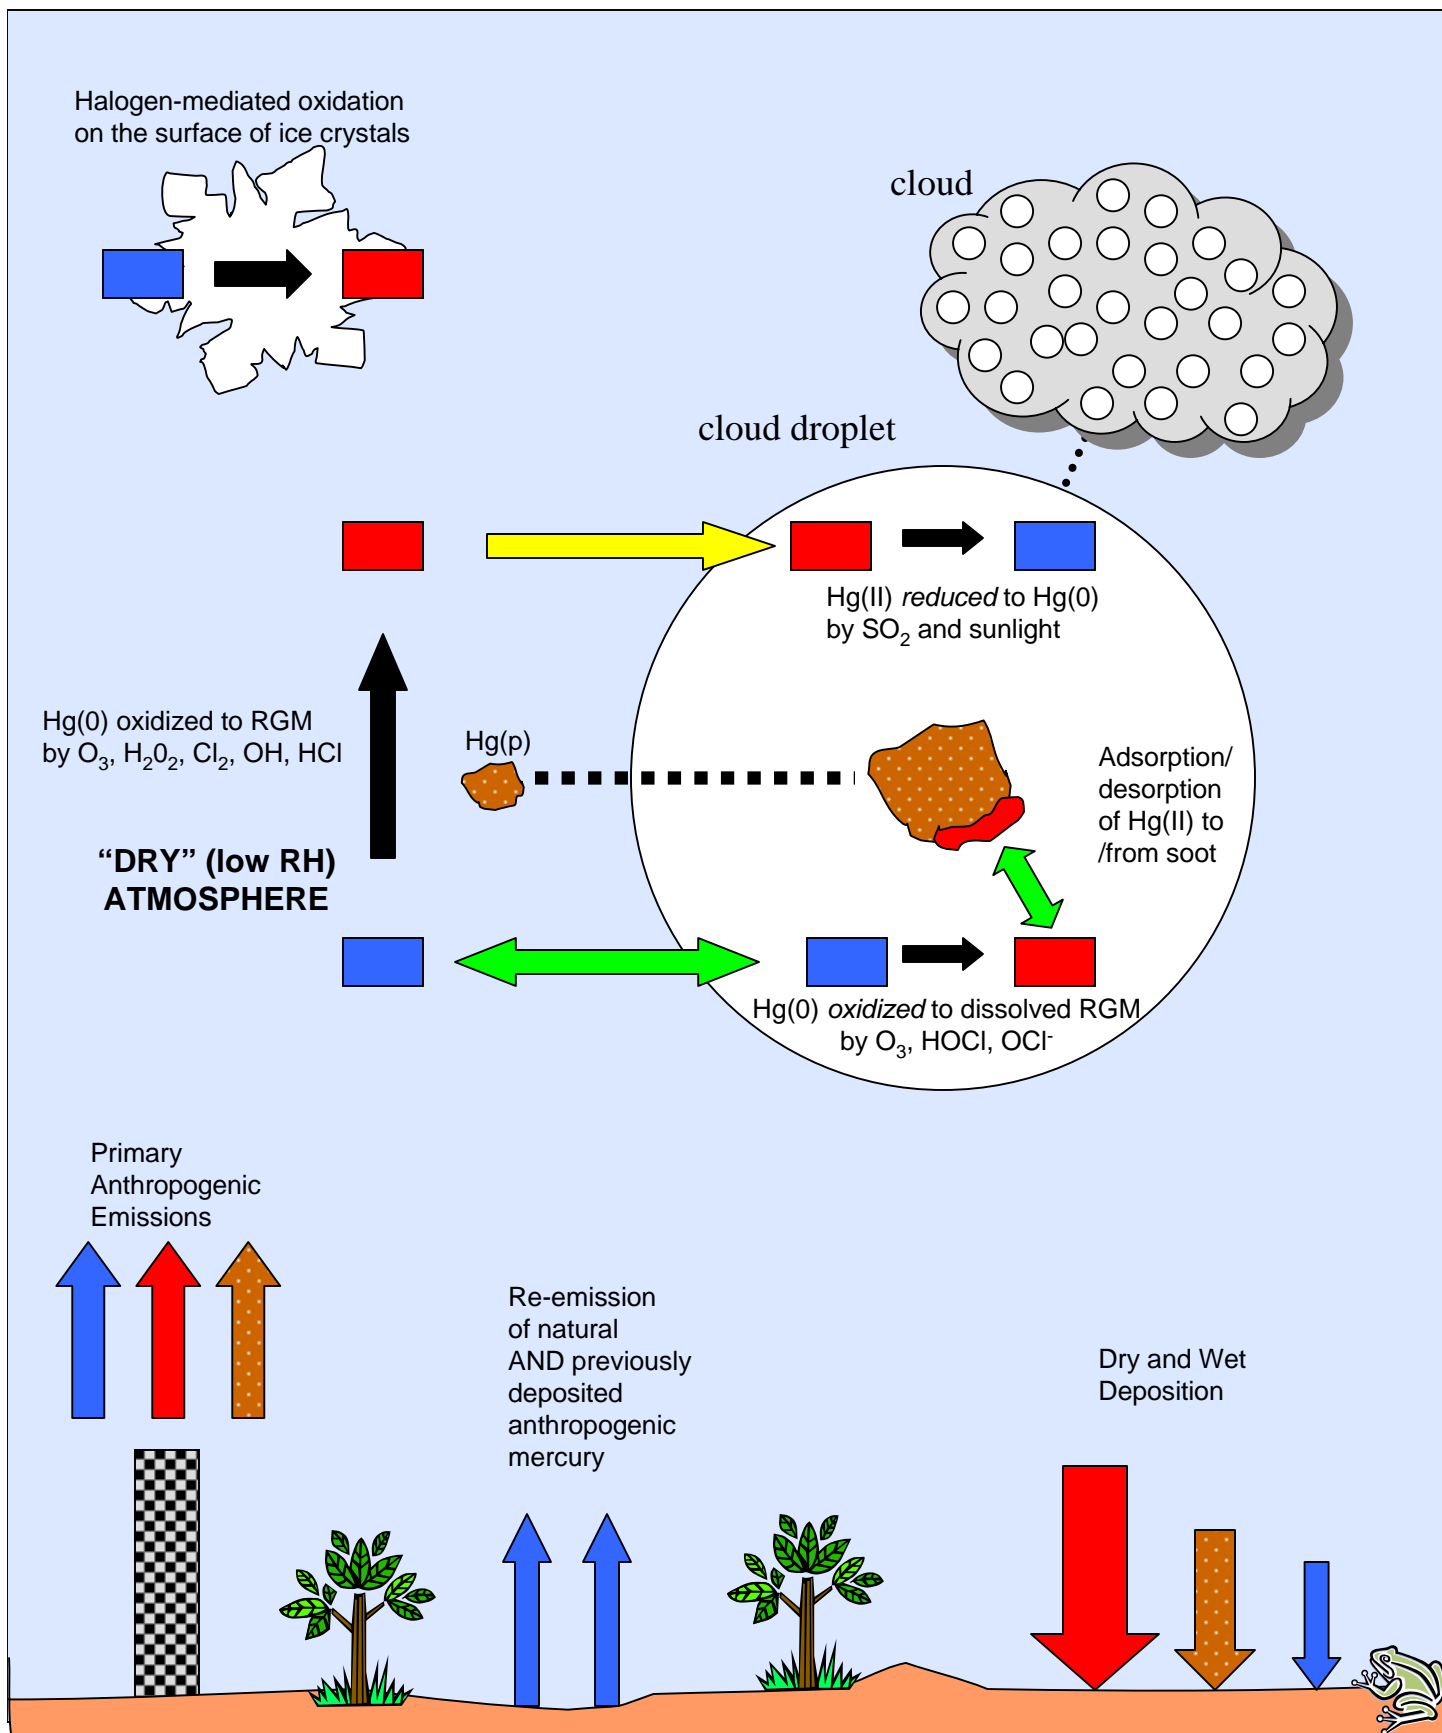 Halogen-mediated oxidation
on the surface of ice crystals
cloud
cloud droplet
Hg(II) reduced to Hg(0)
by SO₂ and sunlight
Hg(0) oxidized to RGM
by O₃, H₂0₂, Cl₂, OH, HCl
Hg(p)
Adsorption/
desorption
of Hg(II) to
/from soot
“DRY” (low RH)
ATMOSPHERE
Hg(0) oxidized to dissolved RGM
by O₃, HOCl, OCl⁻
Primary
Anthropogenic
Emissions
Re-emission
of natural
AND previously
deposited
anthropogenic
mercury
Dry and Wet
Deposition